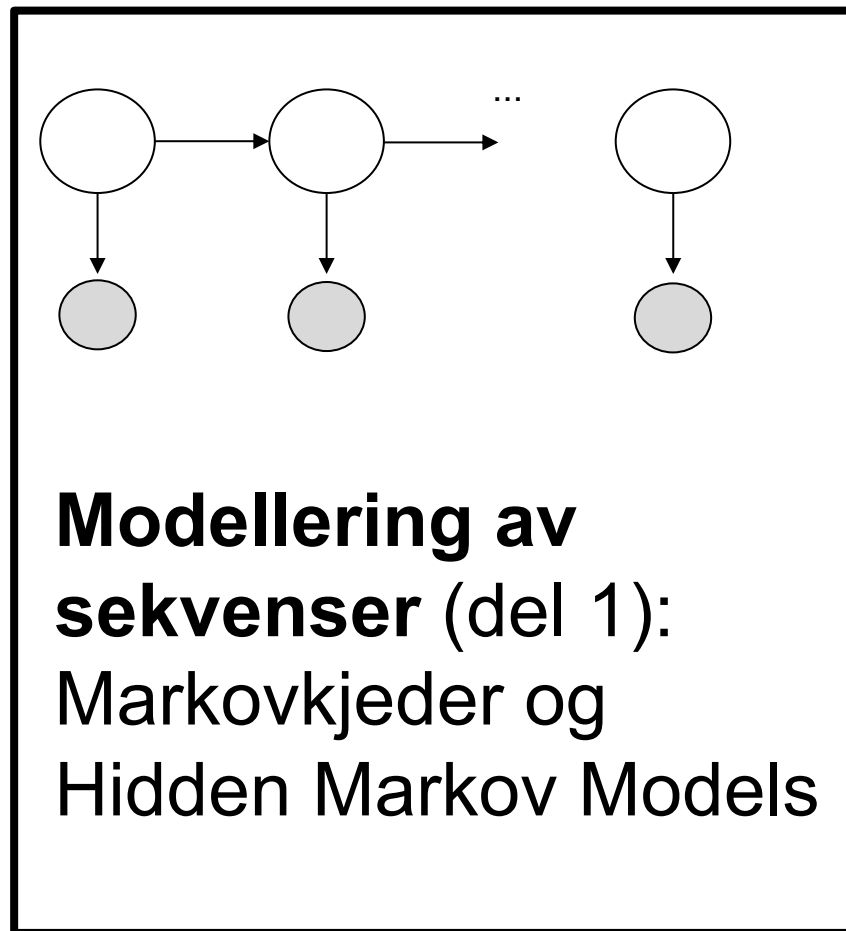 ...
Modellering av
sekvenser (del 1):
Markovkjeder og
Hidden Markov Models